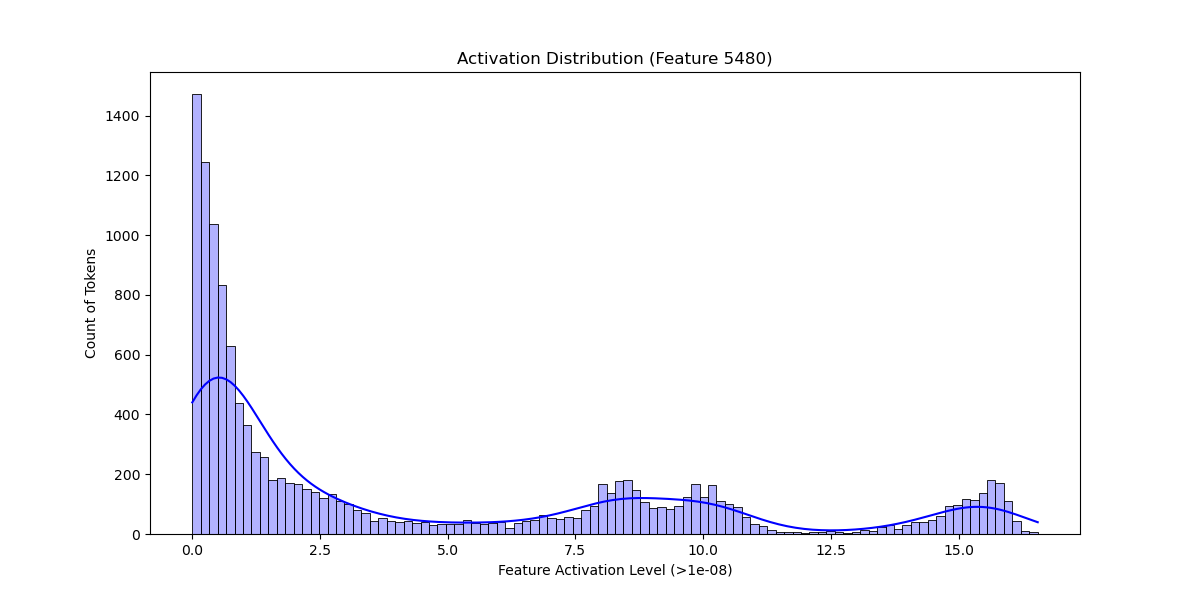 Activation Distribution (Feature 5480)
1400
1200
1000
800
600
400
200
0
Count of Tokens
0.0 2.5 5.0 7.5 10.0 12.5 15.0
Feature Activation Level (>1e-08)